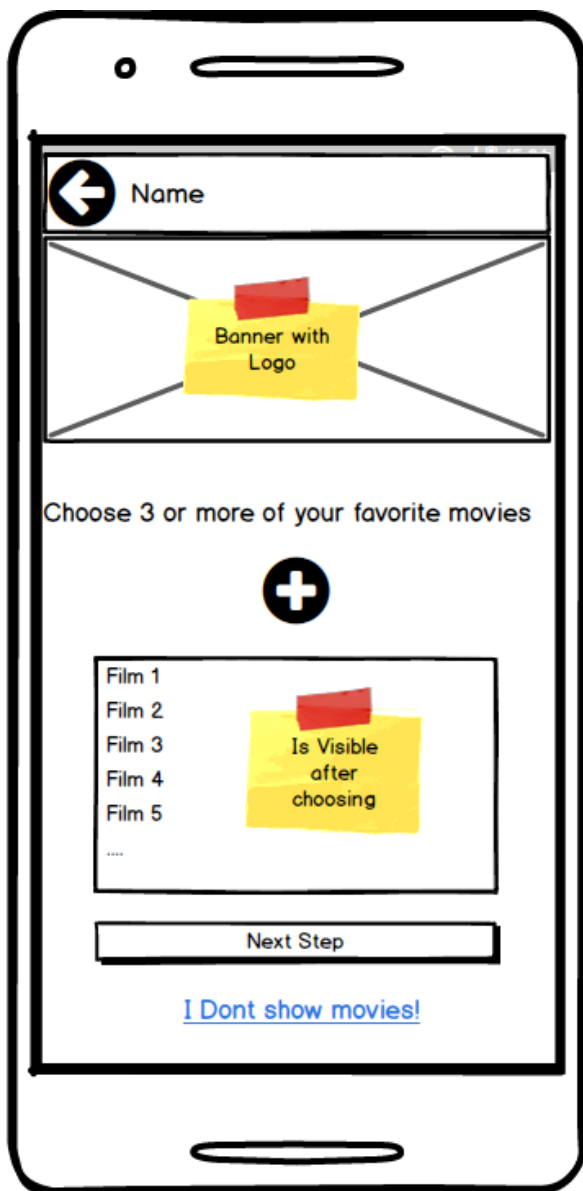 Name
Banner with
Logo
Choose 3 or more of your favorite movies
Film 1
Film 2
Film 3
Film 4
Film 5
....
Is Visible
after
choosing
Next Step
I Dont show movies!